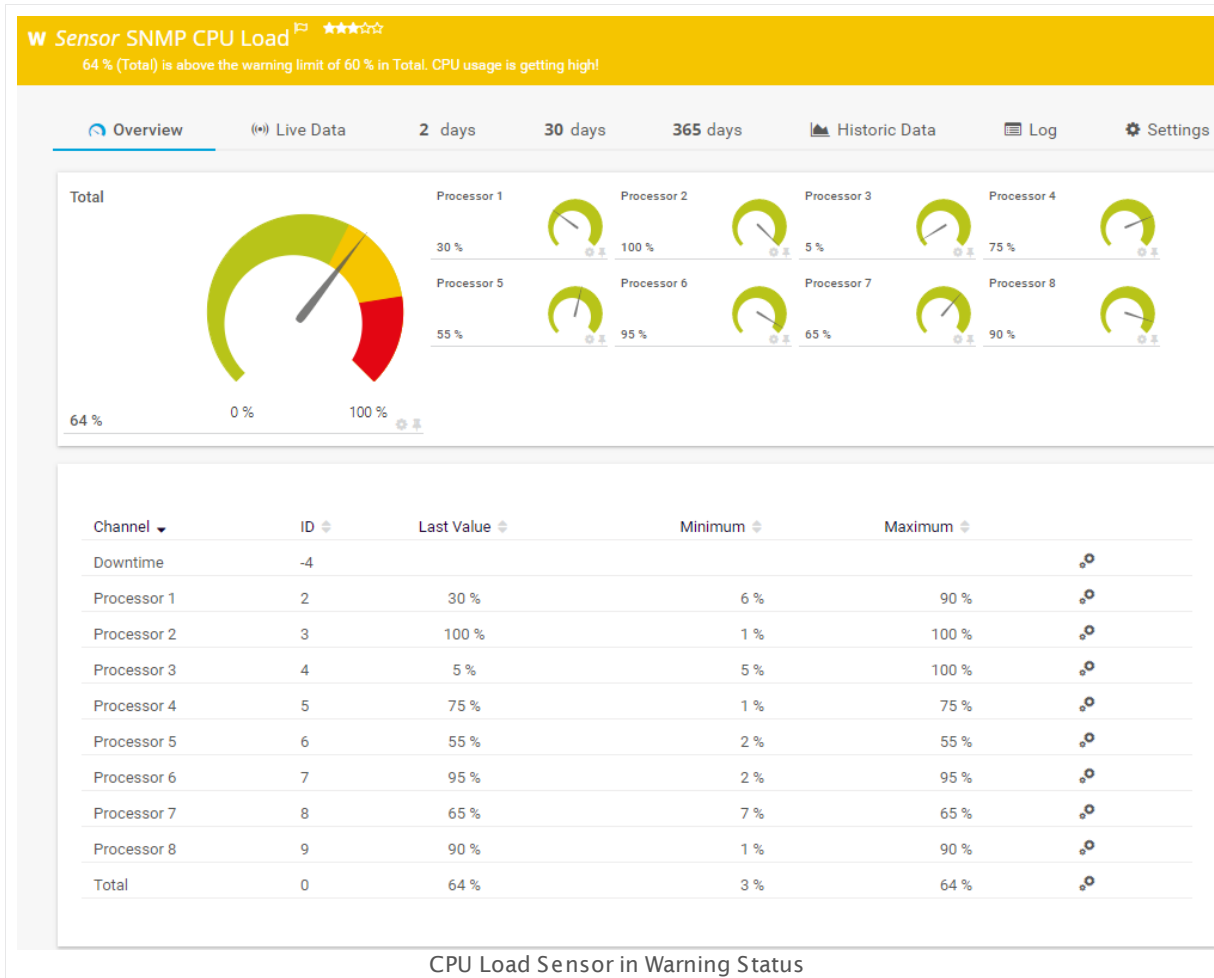 W Sensor SNMP CPU Load
64 % (Total) is above the warning limit of 60 % in Total. CPU usage is getting high!
Overview Live Data 2 days 30 days 365 days Historic Data Log Settings
Total
64 %
0 %
100 %
Processor 1
30 %
Processor 2
100 %
Processor 3
5 %
Processor 4
75 %
Processor 5
55 %
Processor 6
95 %
Processor 7
65 %
Processor 8
90 %
Channel ID Last Value Minimum Maximum
Downtime -4
Processor 1 2 30 % 6 % 90 %
Processor 2 3 100 % 1 % 100 %
Processor 3 4 5 % 5 % 100 %
Processor 4 5 75 % 1 % 75 %
Processor 5 6 55 % 2 % 55 %
Processor 6 7 95 % 2 % 95 %
Processor 7 8 65 % 7 % 65 %
Processor 8 9 90 % 1 % 90 %
Total 0 64 % 3 % 64 %
CPU Load Sensor in Warning Status